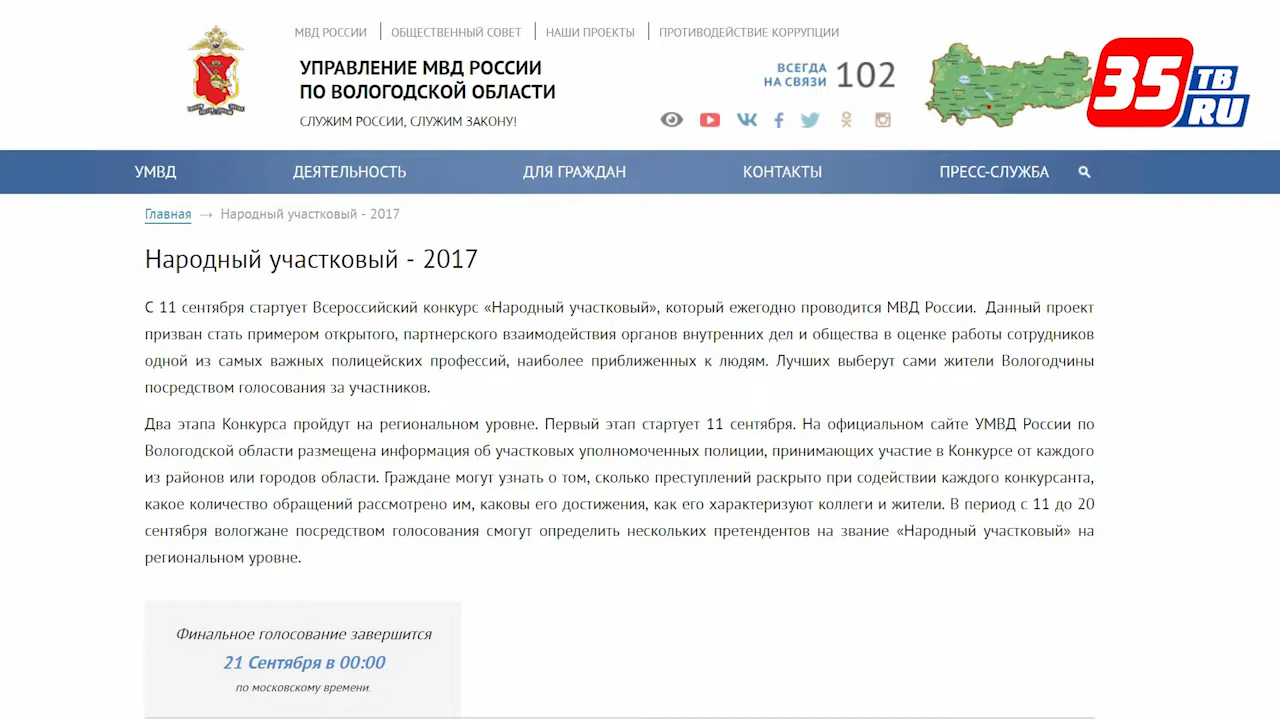 МВД РОССИИ
ОБЩЕСТВЕННЫЙ СОВЕТ
НАШИ ПРОЕКТЫ
ПРОТИВОДЕЙСТВИЕ КОРРУПЦИИ
УПРАВЛЕНИЕ МВД РОССИИ
ПО ВОЛОГОДСКОЙ ОБЛАСТИ
СЛУЖИМ РОССИИ, СЛУЖИМ ЗАКОНУ!
ВСЕГДА
НА СВЯЗИ
102
35
ТВ
RU
УМВД
ДЕЯТЕЛЬНОСТЬ
ДЛЯ ГРАЖДАН
КОНТАКТЫ
ПРЕСС-СЛУЖБА
Главная → Народный участковый - 2017
Народный участковый - 2017
С 11 сентября стартует Всероссийский конкурс «Народный участковый», который ежегодно проводится МВД России. Данный проект
призван стать примером открытого, партнерского взаимодействия органов внутренних дел и общества в оценке работы сотрудников
одной из самых важных полицейских профессий, наиболее приближенных к людям. Лучших выберут сами жители Вологодчины
посредством голосования за участников.
Два этапа Конкурса пройдут на региональном уровне. Первый этап стартует 11 сентября. На официальном сайте УМВД России по
Вологодской области размещена информация об участковых уполномоченных полиции, принимающих участие в Конкурсе от каждого
из районов или городов области. Граждане могут узнать о том, сколько преступлений раскрыто при содействии каждого конкурсанта,
какое количество обращений рассмотрено им, каковы его достижения, как его характеризуют коллеги и жители. В период с 11 до 20
сентября вологжане посредством голосования смогут определить нескольких претендентов на звание «Народный участковый» на
региональном уровне.
Финальное голосование завершится
21 Сентября в 00:00
по московскому времени.